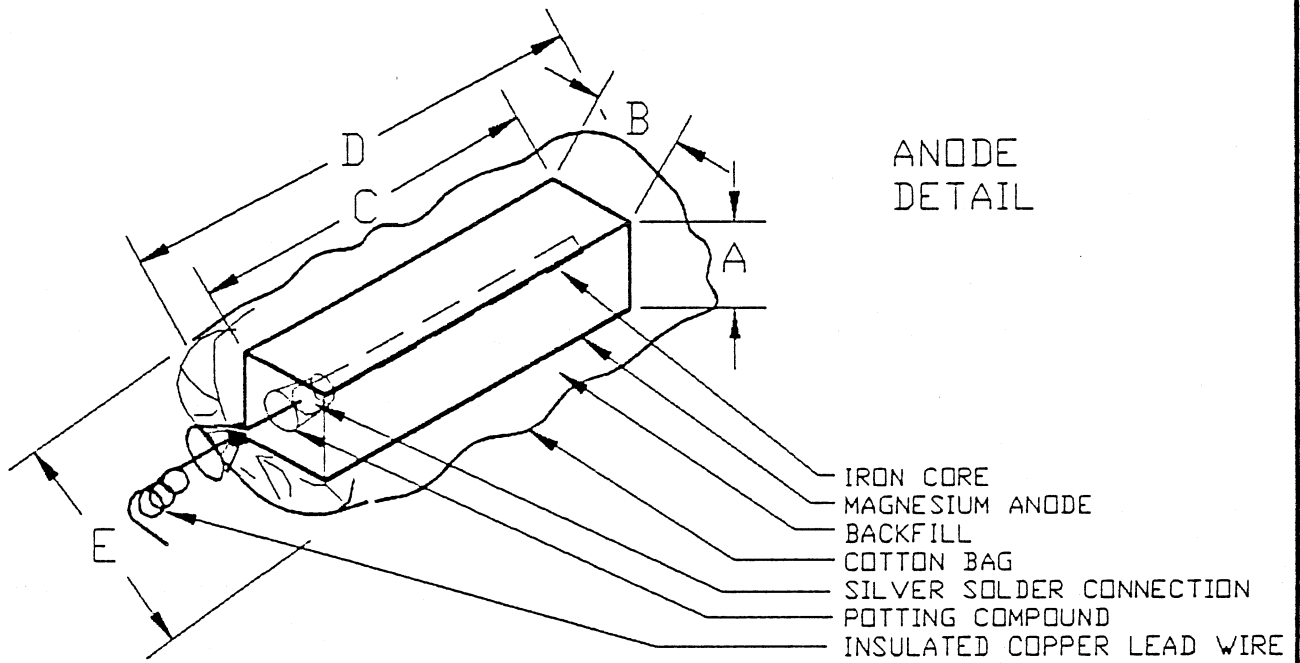 D
B
C
A
E
ANODE
DETAIL
IRON CORE
MAGNESIUM ANODE
BACKFILL
COTTON BAG
SILVER SOLDER CONNECTION
POTTING COMPOUND
INSULATED COPPER LEAD WIRE